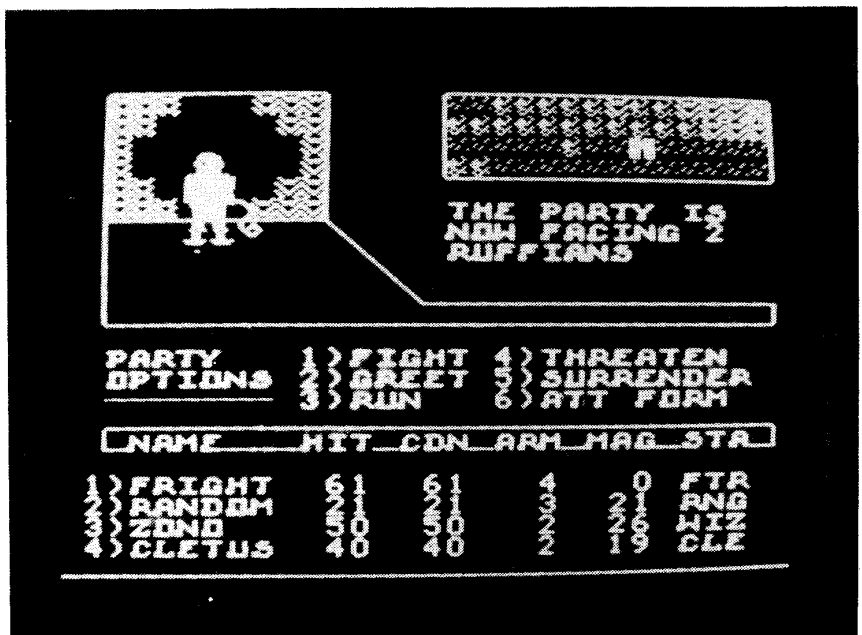 THE PARTY IS
NOW FACING 2
RUFFIANS
PARTY
OPTIONS
1)FIGHT 4)THREATEN
2)GREET 5)SURRENDER
3)RUN 6)ATT FORM
NAME HIT CDN ARM MAG STA
1)FRIGHT 61 61 4 0 FTR
2)RANDOM 21 21 3 21 RNG
3)ZONO 50 50 2 26 WIZ
4)CLETUS 40 40 2 19 CLE